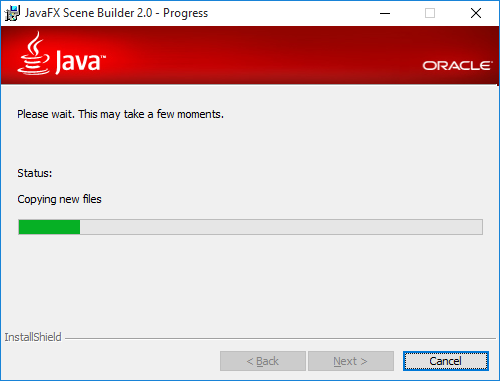 JavaFX Scene Builder 2.0 - Progress
Java™
ORACLE
Please wait. This may take a few moments.
Status:
Copying new files
InstallShield
< Back
Next >
Cancel